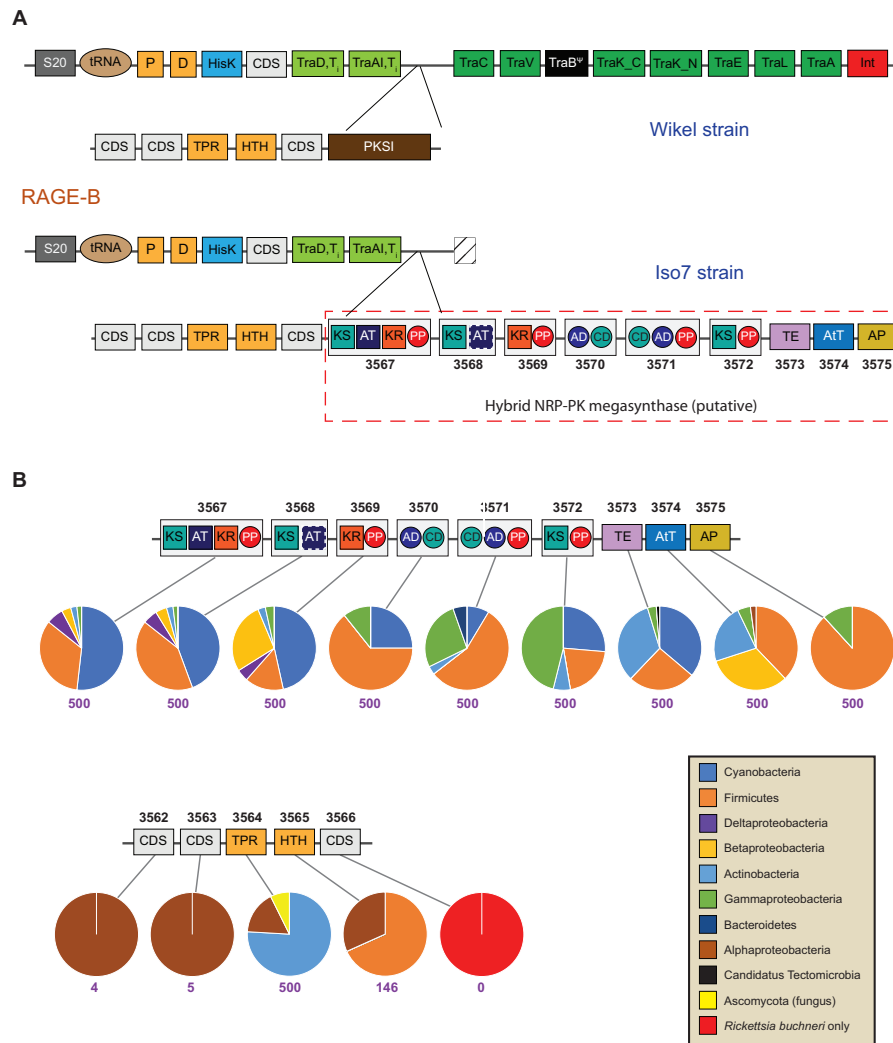 A
S20 tRNA P D HisK CDS TraD,Ti TraAI,Ti TraC TraV TraBΨ TraK_C TraK_N TraE TraL TraA Int
Wikel strain
CDS CDS TPR HTH CDS PKSI
RAGE-B
S20 tRNA P D HisK CDS TraD,Ti TraAI,Ti
Iso7 strain
CDS CDS TPR HTH CDS KS AT KR PP KS AT KR PP AD CD CD AD PP KS PP TE AtT AP
3567 3568 3569 3570 3571 3572 3573 3574 3575
Hybrid NRP-PK megasynthase (putative)
B
3567 3568 3569 3570 3571 3572 3573 3574 3575
KS AT KR PP KS AT KR PP AD CD CD AD PP KS PP TE AtT AP
500 500 500 500 500 500 500 500 500
3562 3563 3564 3565 3566
CDS CDS TPR HTH CDS
4 5 500 146 0
Cyanobacteria
Firmicutes
Deltaproteobacteria
Betaproteobacteria
Actinobacteria
Gammaproteobacteria
Bacteroidetes
Alphaproteobacteria
Candidatus Tectomicrobia
Ascomycota (fungus)
Rickettsia buchneri only